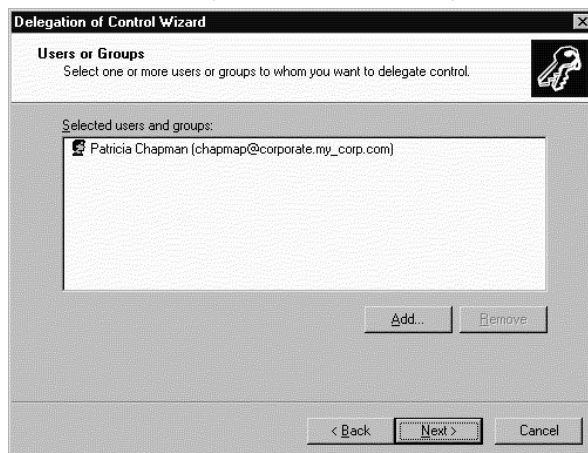 Delegation of Control Wizard
Users or Groups
Select one or more users or groups to whom you want to delegate control.
Selected users and groups:
Patricia Chapman (chapmap@corporate.my_corp.com)
Add...
Remove
< Back
Next >
Cancel